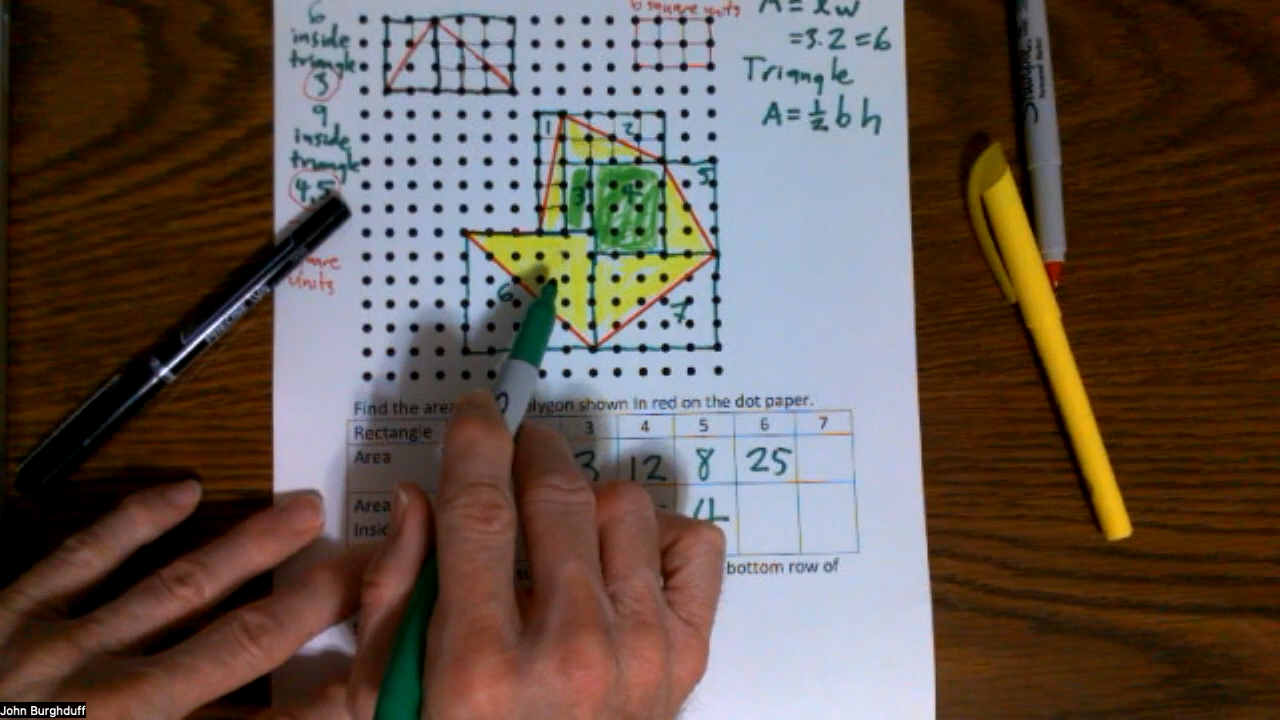 6
inside
triangle
3
9
inside
triangle
4.5
units
6 square units
A = lw
= 3.2 = 6
Triangle
A = 1/2 b h
1
2
3
4
5
6
7
Find the area
shown in red on the dot paper.
Rectangle 3 4 5 6 7
Area 3 12 8 25
Area 4
bottom row of
John Burghduff